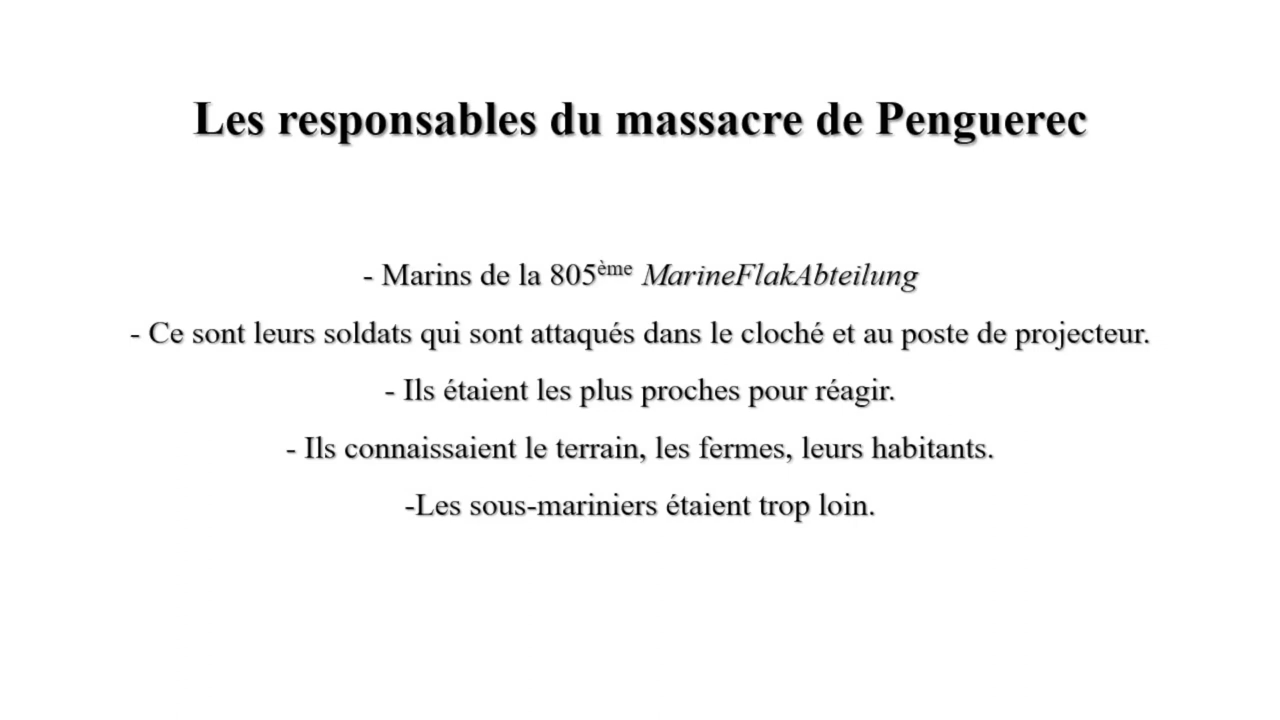 Les responsables du massacre de Penguerec
- Marins de la 805ème MarineFlakAbteilung
- Ce sont leurs soldats qui sont attaqués dans le cloché et au poste de projecteur.
- Ils étaient les plus proches pour réagir.
- Ils connaissaient le terrain, les fermes, leurs habitants.
-Les sous-mariniers étaient trop loin.